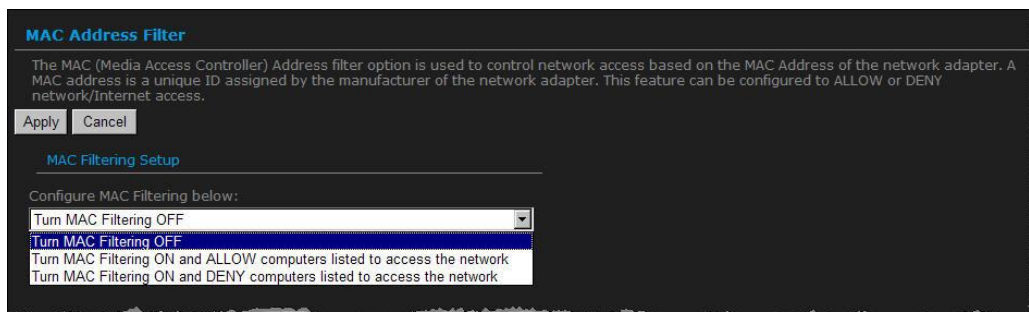 MAC Address Filter
The MAC (Media Access Controller) Address filter option is used to control network access based on the MAC Address of the network adapter. A
MAC address is a unique ID assigned by the manufacturer of the network adapter. This feature can be configured to ALLOW or DENY
network/Internet access.
Apply Cancel
MAC Filtering Setup
Configure MAC Filtering below:
Turn MAC Filtering OFF
Turn MAC Filtering OFF
Turn MAC Filtering ON and ALLOW computers listed to access the network
Turn MAC Filtering ON and DENY computers listed to access the network